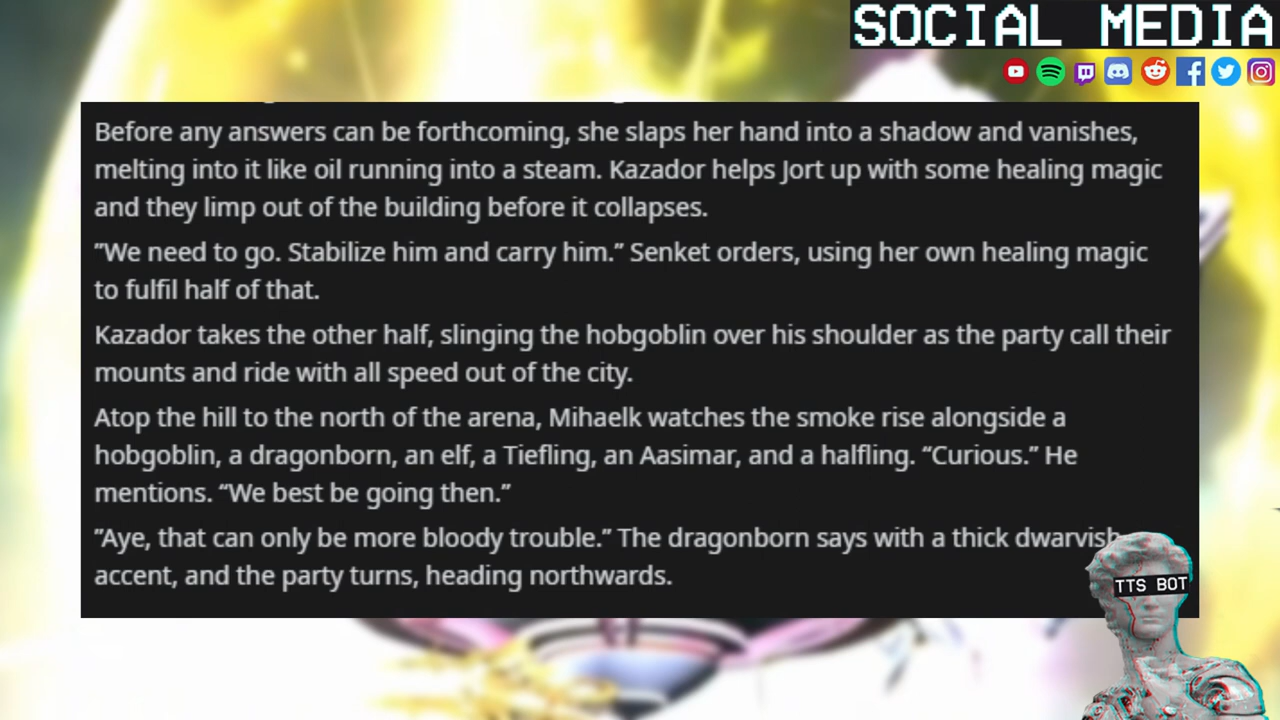 SOCIAL MEDIA
Before any answers can be forthcoming, she slaps her hand into a shadow and vanishes,
melting into it like oil running into a steam. Kazador helps Jort up with some healing magic
and they limp out of the building before it collapses.
”We need to go. Stabilize him and carry him.” Senket orders, using her own healing magic
to fulfil half of that.
Kazador takes the other half, slinging the hobgoblin over his shoulder as the party call their
mounts and ride with all speed out of the city.
Atop the hill to the north of the arena, Mihaelk watches the smoke rise alongside a
hobgoblin, a dragonborn, an elf, a Tiefling, an Aasimar, and a halfling. “Curious.” He
mentions. “We best be going then.”
”Aye, that can only be more bloody trouble.” The dragonborn says with a thick dwarvish
accent, and the party turns, heading northwards.
TTS BOT